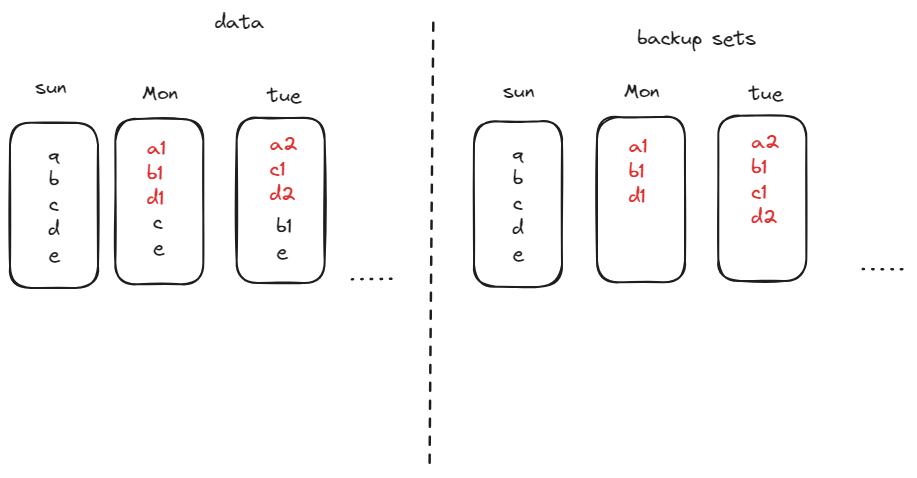 data
sun
Mon
tue
a
b
c
d
e
a1
b1
d1
c
e
a2
c1
d2
b1
e
......
backup sets
sun
Mon
tue
a
b
c
d
e
a1
b1
d1
a2
b1
c1
d2
......